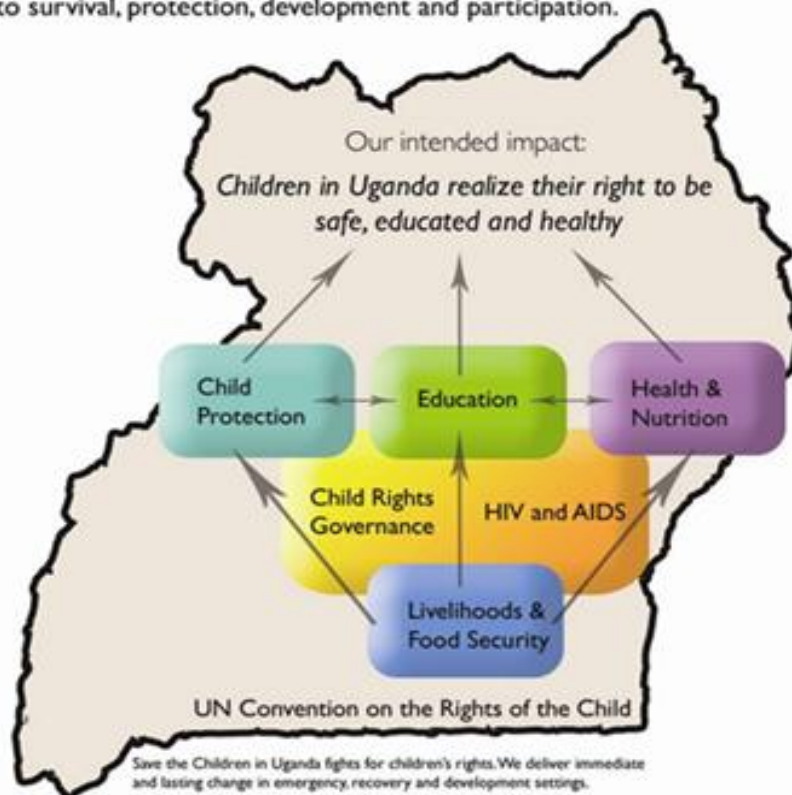 to survival, protection, development and participation.
Our intended impact:
Children in Uganda realize their right to be
safe, educated and healthy
Child
Protection
Education
Health &
Nutrition
Child Rights
Governance
HIV and AIDS
Livelihoods &
Food Security
UN Convention on the Rights of the Child
Save the Children in Uganda fights for children's rights. We deliver immediate
and lasting change in emergency, recovery and development settings.